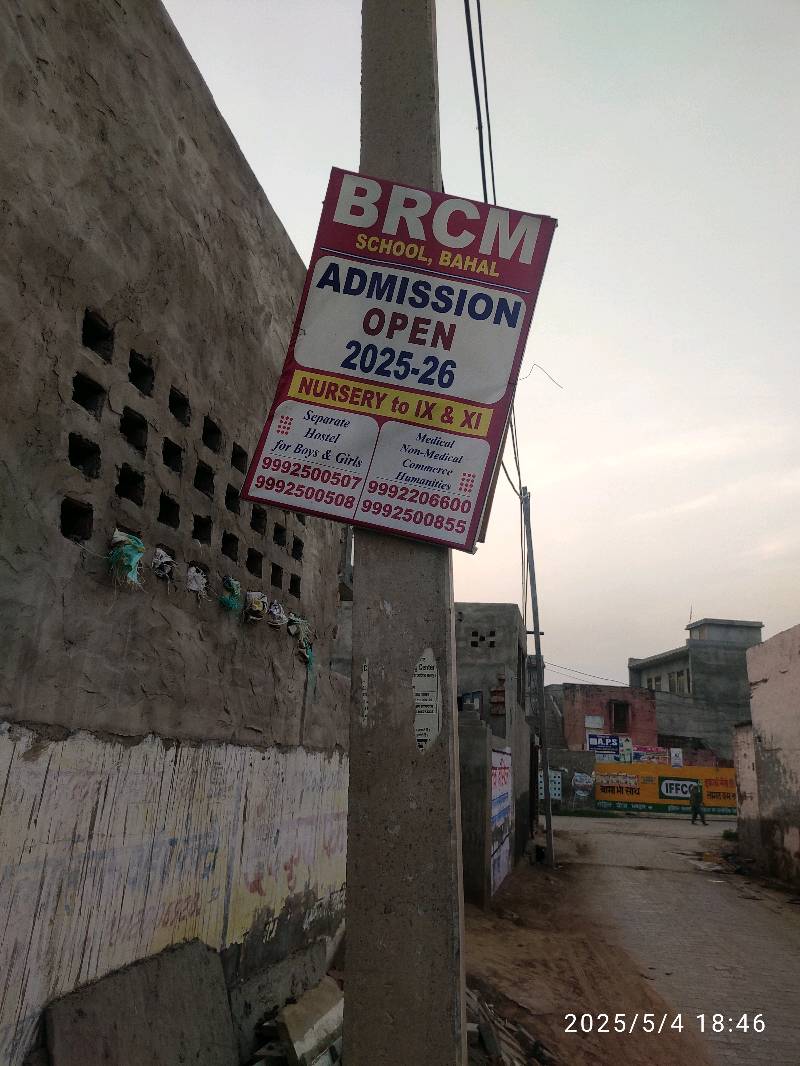 BRCM
SCHOOL, BAHAL
ADMISSION
OPEN
2025-26
NURSERY to IX & XI
Separate
Hostel
for Boys & Girls
9992500507
9992500508
Medical
Non-Medical
Commerce
Humanities
9992206600
9992500855
Center
A.P.S
IFFCO
2025/5/4 18:46